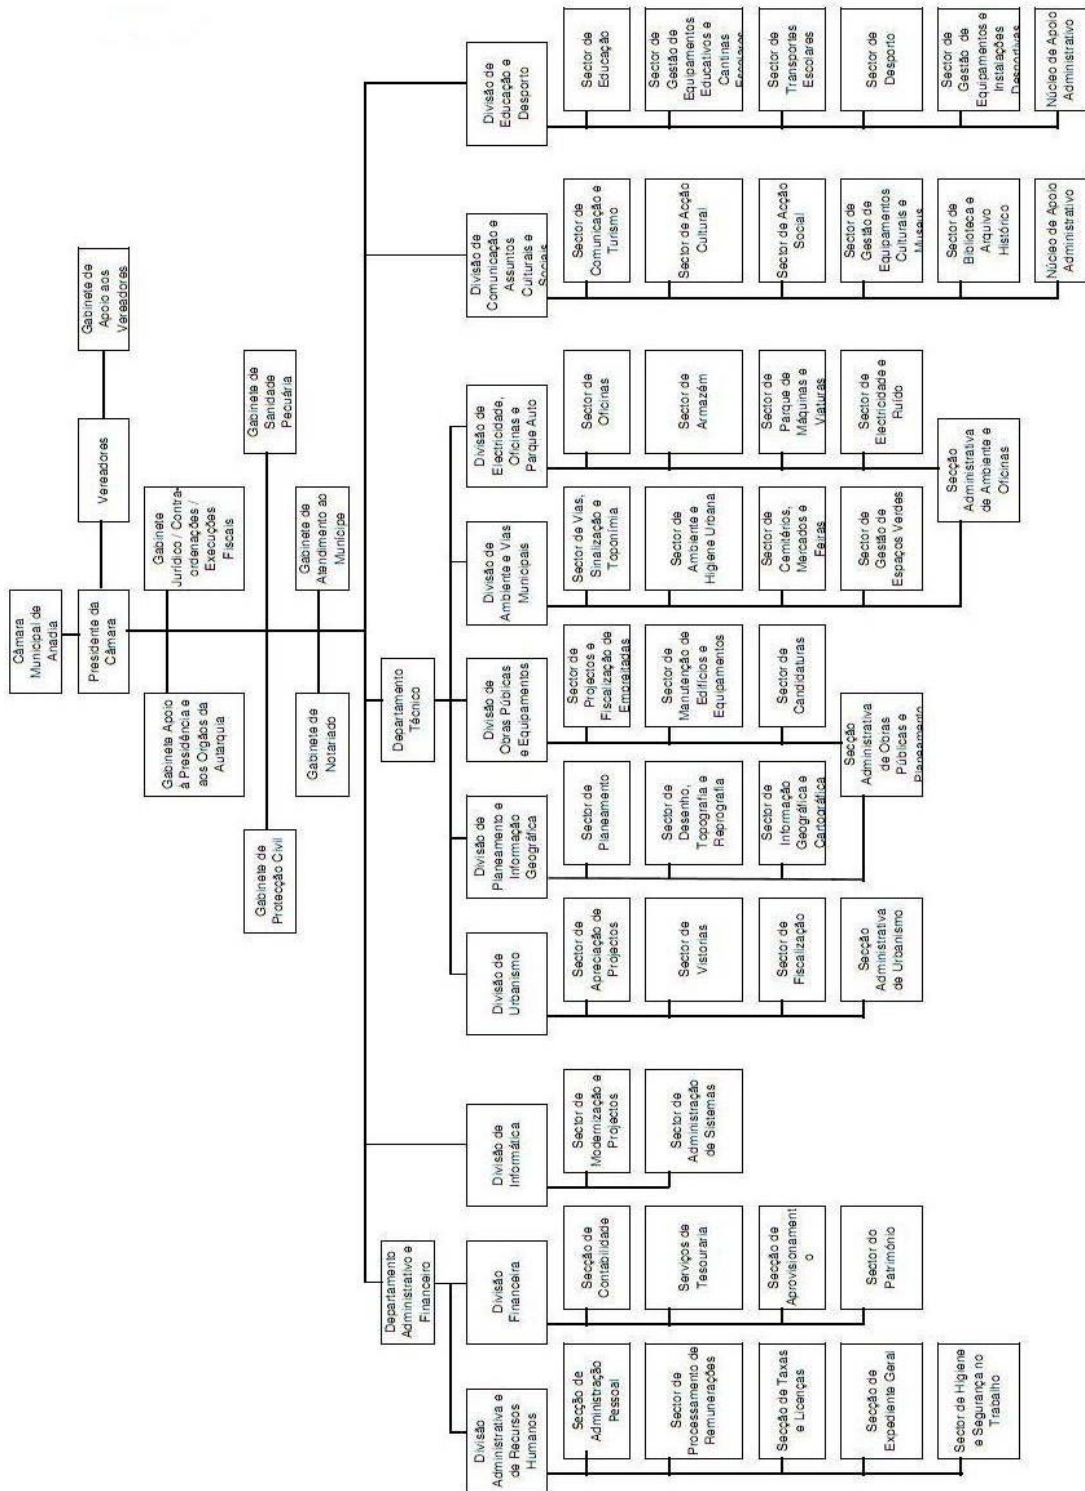 Câmara
Municipal de
Anadia
Presidente da
Câmara
Vereadores
Gabinete de
Apoio aos
Vereadores
Gabinete Apoio
à Presidência e
aos Orgãos da
Autarquia
Gabinete
Jurídico / Contra-
ordenações /
Execuções
Fiscais
Gabinete de
Protecção Civil
Gabinete de
Sanidade
Pecuária
Gabinete de
Notariado
Gabinete de
Atendimento ao
Munícipe
Departamento
Administrativo e
Financeiro
Departamento
Técnico
Divisão
Administrativa e
de Recursos
Humanos
Divisão
Financeira
Divisão de
Informática
Divisão de
Urbanismo
Divisão de
Planeamento e
Informação
Geográfica
Divisão de
Obras Públicas
e Equipamentos
Divisão de
Ambiente e Vias
Municipais
Divisão de
Electricidade,
Oficinas e
Parque Auto
Divisão de
Comunicação e
Assuntos
Culturais e
Sociais
Divisão de
Educação e
Desporto
Secção de
Administração
Pessoal
Sector de
Processamento de
Remunerações
Secção de Taxas
e Licenças
Secção de
Expediente Geral
Sector de Higiene
e Segurança no
Trabalho
Secção de
Contabilidade
Serviços de
Tesouraria
Secção de
Aprovisionament
o
Sector do
Património
Sector de
Modernização e
Projectos
Sector de
Administração
de Sistemas
Sector de
Apreciação de
Projectos
Sector de
Vistorias
Sector de
Fiscalização
Secção
Administrativa
de Urbanismo
Sector de
Planeamento
Sector de
Desenho,
Topografia e
Reprografia
Sector de
Informação
Geográfica e
Cartográfica
Sector de
Projectos e
Fiscalização de
Empreitadas
Sector de
Manutenção de
Edifícios e
Equipamentos
Sector de
Candidaturas
Secção
Administrativa
de Obras
Públicas e
Planeamento
Sector de Vias,
Sinalização e
Toponímia
Sector de
Ambiente e
Higiene Urbana
Sector de
Cemitérios,
Mercados e
Feiras
Sector de
Gestão de
Espaços Verdes
Sector de
Oficinas
Sector de
Armazém
Sector de
Parque de
Máquinas e
Viaturas
Sector de
Electricidade e
Ruído
Secção
Administrativa
de Ambiente e
Oficinas
Sector de
Comunicação e
Turismo
Sector de Acção
Cultural
Sector de Acção
Social
Sector de
Gestão de
Equipamentos
Culturais e
Museus
Sector de
Biblioteca e
Arquivo
Histórico
Núcleo de Apoio
Administrativo
Sector de
Educação
Sector de
Gestão de
Equipamentos
Educativos e
Cantinas
Escolares
Sector de
Transportes
Escolares
Sector de
Desporto
Sector de
Gestão de
Equipamentos e
Instalações
Desportivas
Núcleo de Apoio
Administrativo